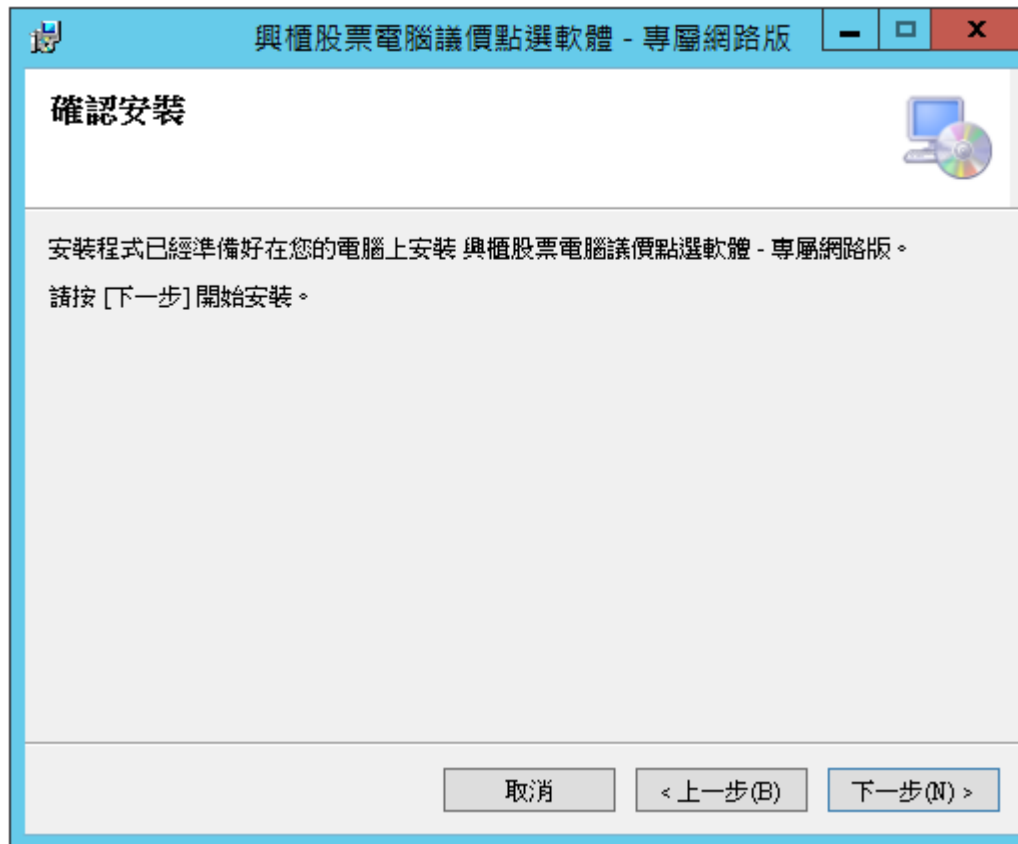 興櫃股票電腦議價點選軟體 - 專屬網路版
確認安裝
安裝程式已經準備好在您的電腦上安裝 興櫃股票電腦議價點選軟體 - 專屬網路版。
請按 [下一步] 開始安裝。
取消
< 上一步(B)
下一步(N) >